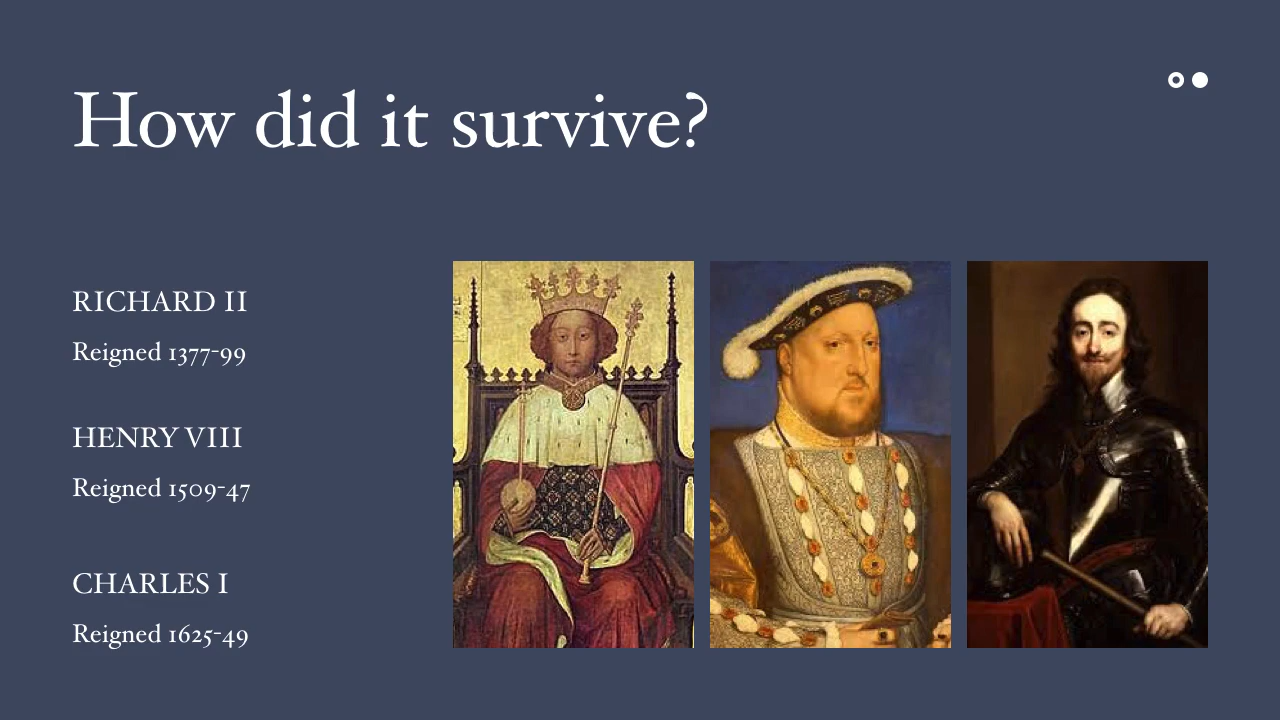 How did it survive?
RICHARD II
Reigned 1377-99
HENRY VIII
Reigned 1509-47
CHARLES I
Reigned 1625-49